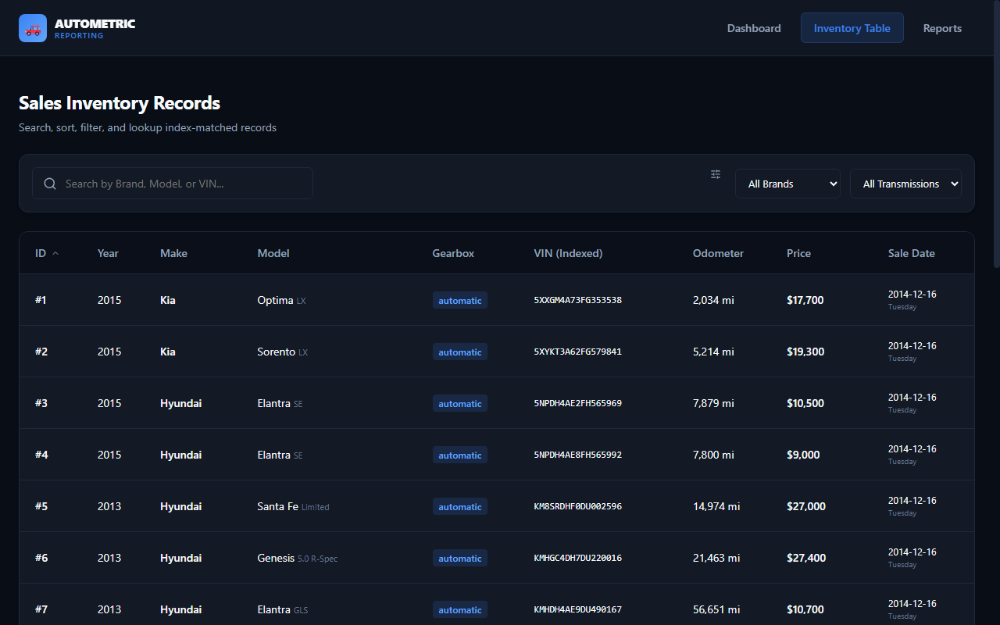 AUTOMETRIC
REPORTING
Dashboard
Inventory Table
Reports
Sales Inventory Records
Search, sort, filter, and lookup index-matched records
Search by Brand, Model, or VIN...
All Brands
All Transmissions
ID Year Make Model Gearbox VIN (Indexed) Odometer Price Sale Date
#1 2015 Kia Optima LX automatic 5XXGM4A73FG353538 2,034 mi $17,700 2014-12-16
Tuesday
#2 2015 Kia Sorento LX automatic 5XYKT3A62FG579841 5,214 mi $19,300 2014-12-16
Tuesday
#3 2015 Hyundai Elantra SE automatic 5NPDH4AE2FH565969 7,879 mi $10,500 2014-12-16
Tuesday
#4 2015 Hyundai Elantra SE automatic 5NPDH4AE8FH565992 7,800 mi $9,000 2014-12-16
Tuesday
#5 2013 Hyundai Santa Fe Limited automatic KM8SRDHF0DU002596 14,974 mi $27,000 2014-12-16
Tuesday
#6 2013 Hyundai Genesis 5.0 R-Spec automatic KMHGC4DH7DU220016 21,463 mi $27,400 2014-12-16
Tuesday
#7 2013 Hyundai Elantra GLS automatic KMHDH4AE9DU490167 56,651 mi $10,700 2014-12-16
Tuesday